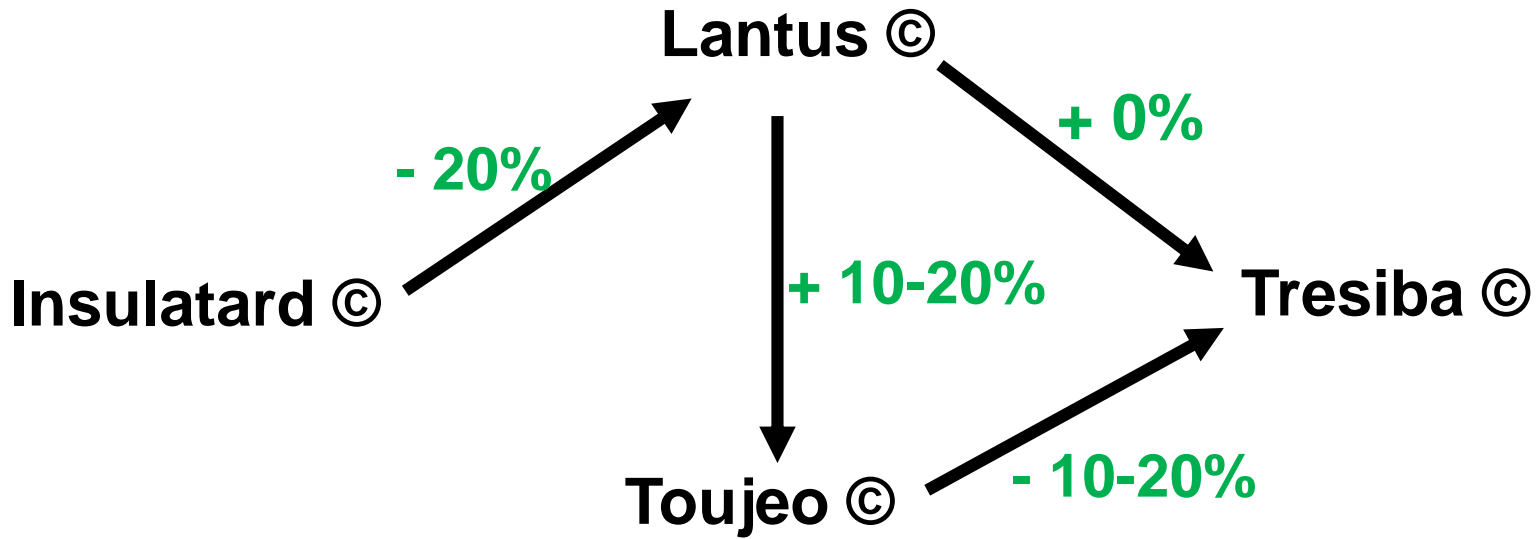 Lantus ©
+ 0%
- 20%
+ 10-20%
Insulatard ©
Tresiba ©
- 10-20%
Toujeo ©